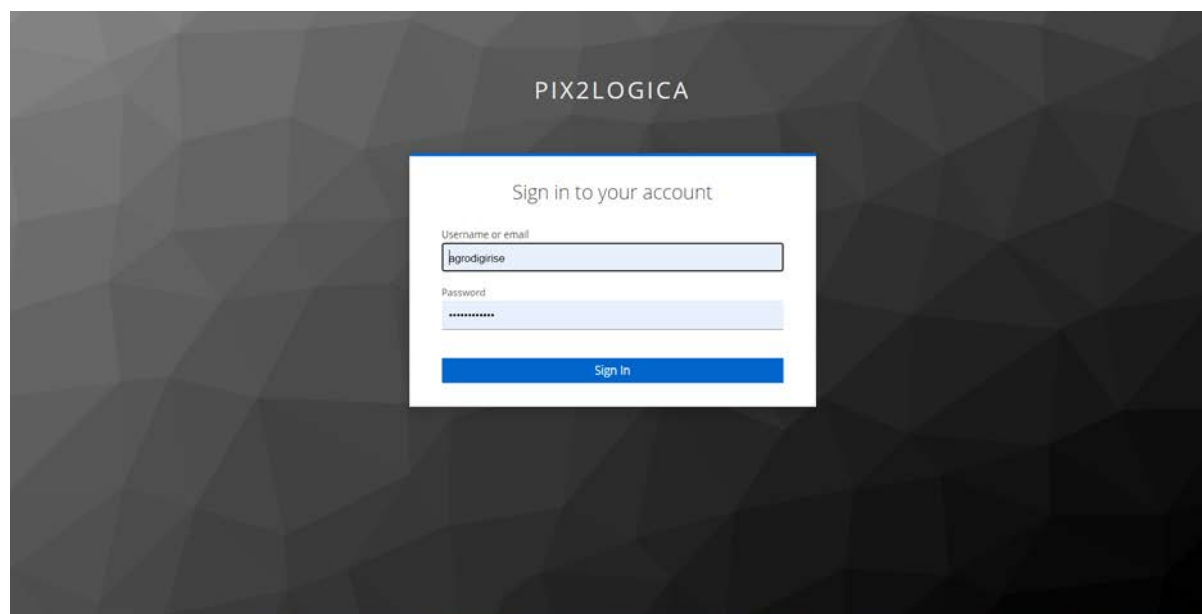 PIX2LOGICA
Sign in to your account
Username or email
agrodigirise
Password
••••••••••••
Sign In